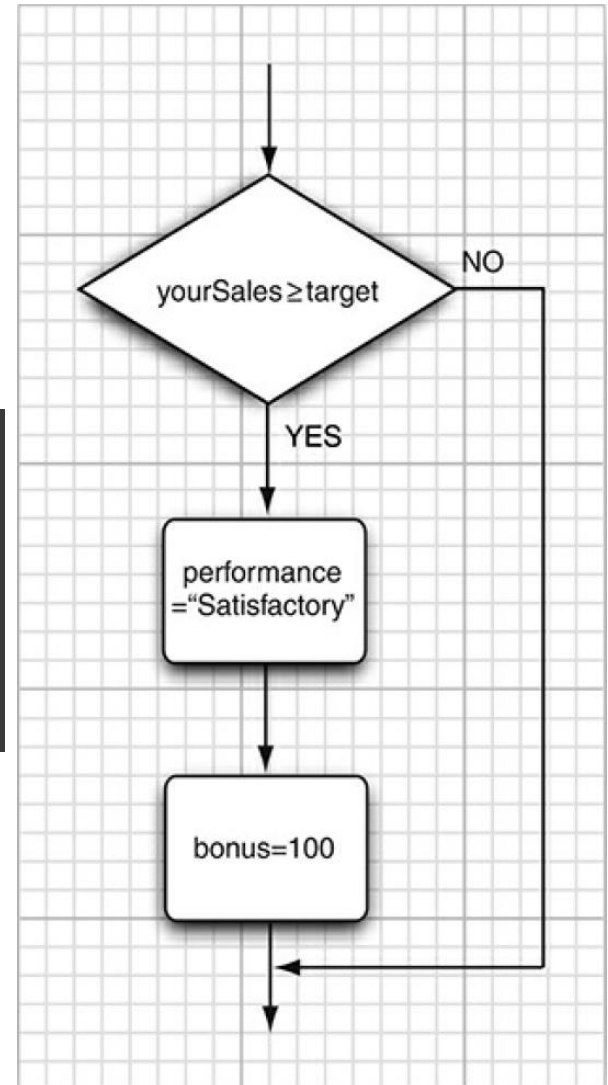 yourSales≥target
NO
YES
performance
=“Satisfactory”
bonus=100